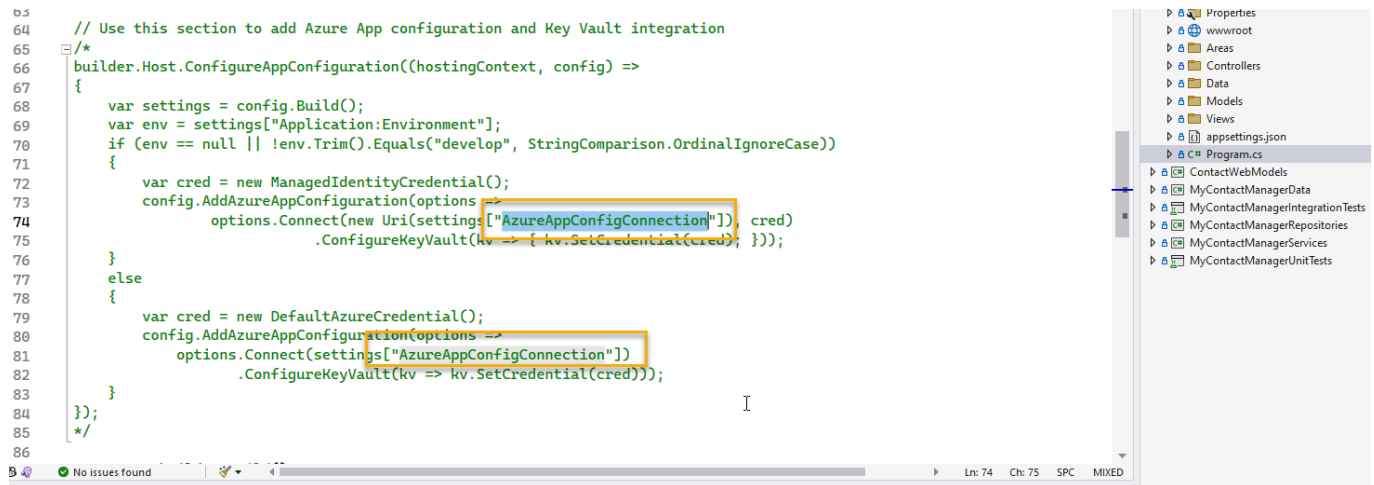 63
64 // Use this section to add Azure App configuration and Key Vault integration
65 /*
66 builder.Host.ConfigureAppConfiguration((hostingContext, config) =>
67 {
68 var settings = config.Build();
69 var env = settings["Application:Environment"];
70 if (env == null || !env.Trim().Equals("develop", StringComparison.OrdinalIgnoreCase))
71 {
72 var cred = new ManagedIdentityCredential();
73 config.AddAzureAppConfiguration(options =>
74 options.Connect(new Uri(settings["AzureAppConfigConnection"]), cred)
75 .ConfigureKeyVault(kv => { kv.SetCredential(cred); }));
76 }
77 else
78 {
79 var cred = new DefaultAzureCredential();
80 config.AddAzureAppConfiguration(options =>
81 options.Connect(settings["AzureAppConfigConnection"])
82 .ConfigureKeyVault(kv => kv.SetCredential(cred)));
83 }
84 });
85 */
86
No issues found
Ln: 74 Ch: 75 SPC MIXED
Properties
wwwroot
Areas
Controllers
Data
Models
Views
appsettings.json
C# Program.cs
C# ContactWebModels
C# MyContactManagerData
MyContactManagerIntegrationTests
C# MyContactManagerRepositories
C# MyContactManagerServices
MyContactManagerUnitTests